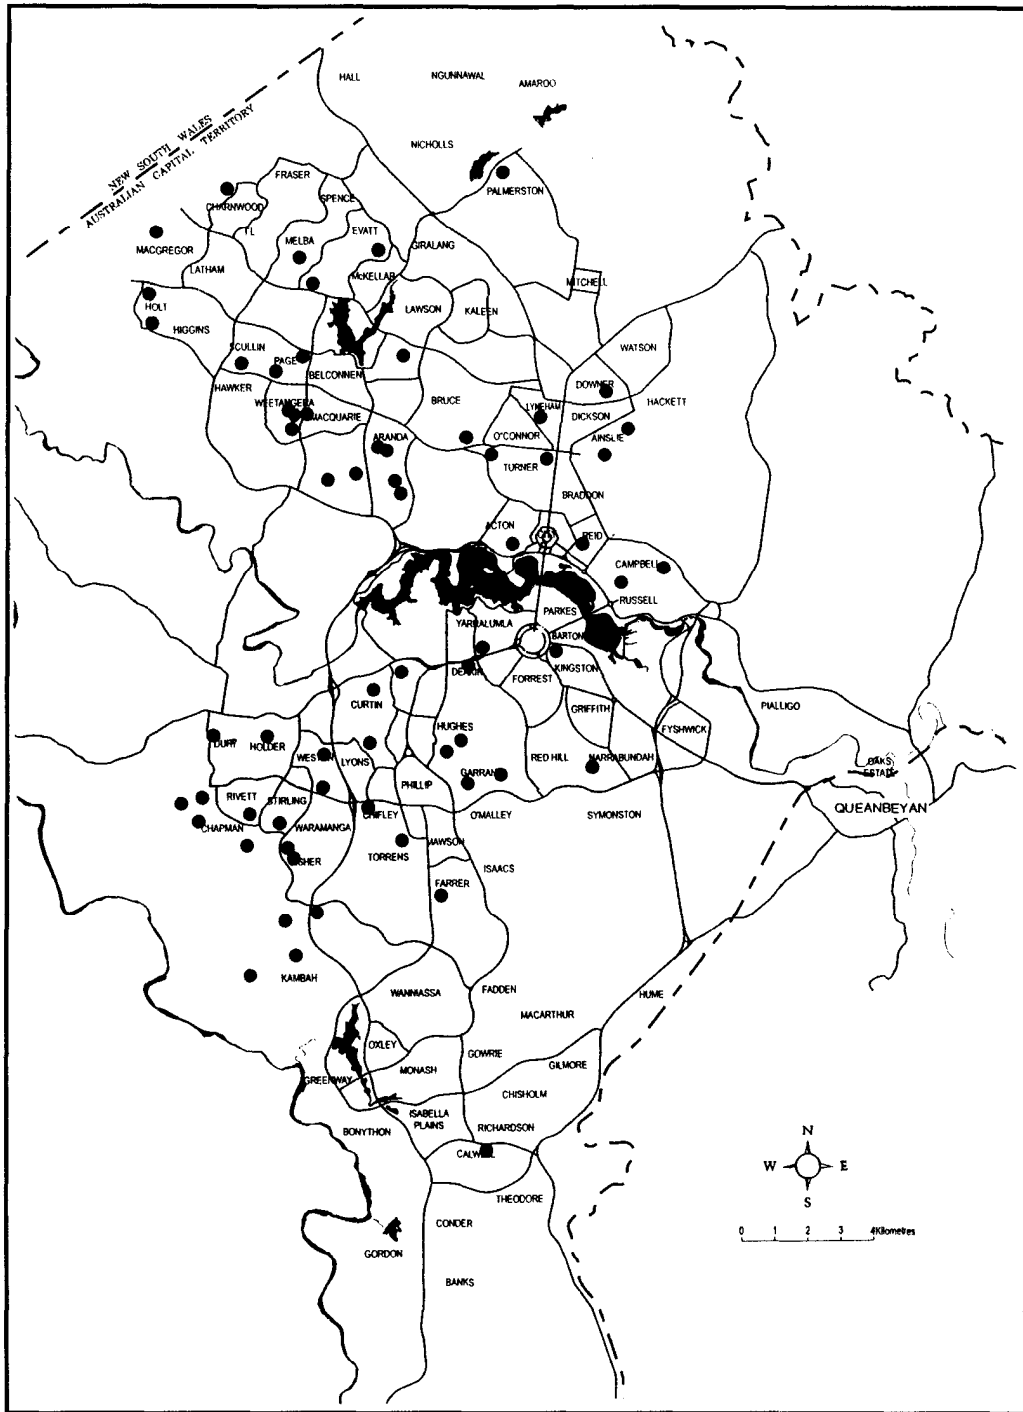 HALL
NGUNNAWAL
AMAROO
NEW SOUTH WALES
AUSTRALIAN CAPITAL TERRITORY
NICHOLLS
FRASER
PALMERSTON
SPENCE
CHARNWOOD
FL
EVATT
MELBA
GIRALANG
MACGREGOR
LATHAM
McKELLAR
MITCHELL
HOLT
LAWSON
KALEEN
HIGGINS
WATSON
SCULLIN
PAGE
BELCONNEN
HAWKER
DOWNER
WEETANGERA
BRUCE
HACKETT
MACQUARIE
LYNEHAM
DICKSON
ARANDA
O'CONNOR
AINSLIE
TURNER
BRADDON
ACTON
REID
CAMPBELL
RUSSELL
PARKES
YARRALUMLA
BARTON
DEAKIN
KINGSTON
FORREST
CURTIN
GRIFFITH
PIALLIGO
HUGHES
FYSHWICK
DUFFY
HOLDER
WESTON
LYONS
RED HILL
NARRABUNDAH
OAKS
ESTATE
GARRAN
PHILLIP
RIVETT
STIRLING
QUEANBEYAN
CHIFLEY
O'MALLEY
SYMONSTON
CHAPMAN
WARAMANGA
MAWSON
TORRENS
FISHER
ISAACS
FARRER
KAMBAH
WANNIASSA
FADDEN
HUME
MACARTHUR
OXLEY
GOWRIE
GILMORE
MONASH
GREENWAY
CHISHOLM
ISABELLA
PLAINS
RICHARDSON
BONYTHON
CALWELL
THEODORE
CONDER
GORDON
BANKS
N
W E
S
0 1 2 3 4Kilometres